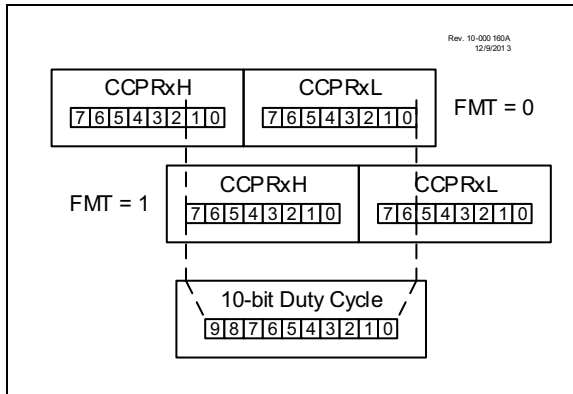 Rev. 10-000 160A
12/9/2013
CCPRxH CCPRxL
7 6 5 4 3 2 1 0 7 6 5 4 3 2 1 0 FMT = 0
CCPRxH CCPRxL
FMT = 1 7 6 5 4 3 2 1 0 7 6 5 4 3 2 1 0
10-bit Duty Cycle
9 8 7 6 5 4 3 2 1 0